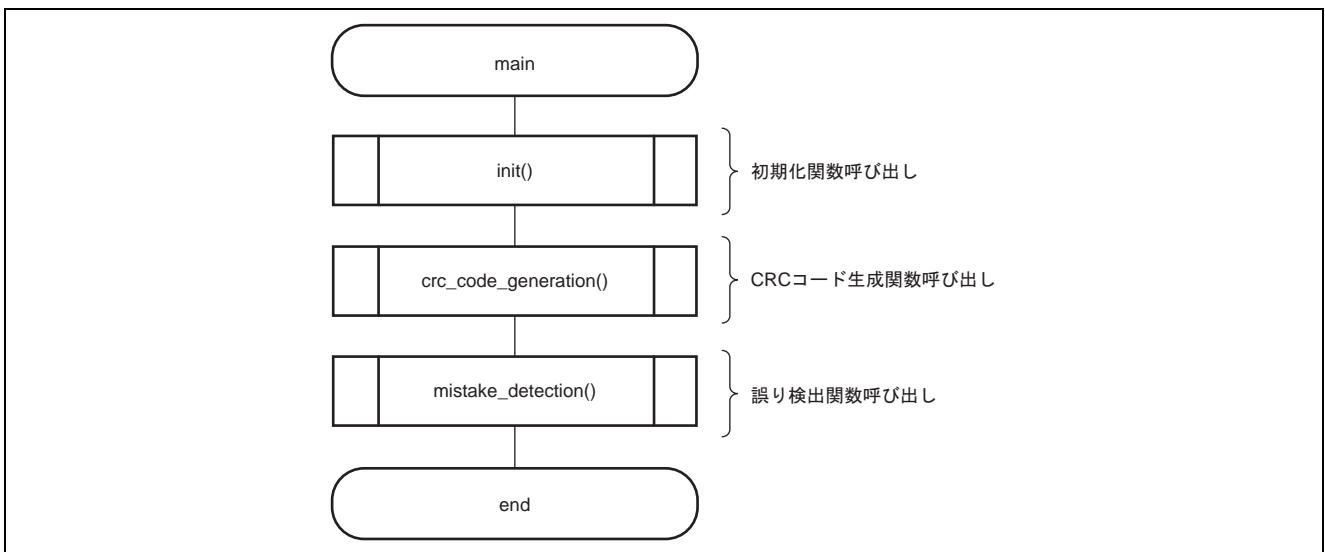 main
init()
初期化関数呼び出し
crc_code_generation()
CRCコード生成関数呼び出し
mistake_detection()
誤り検出関数呼び出し
end